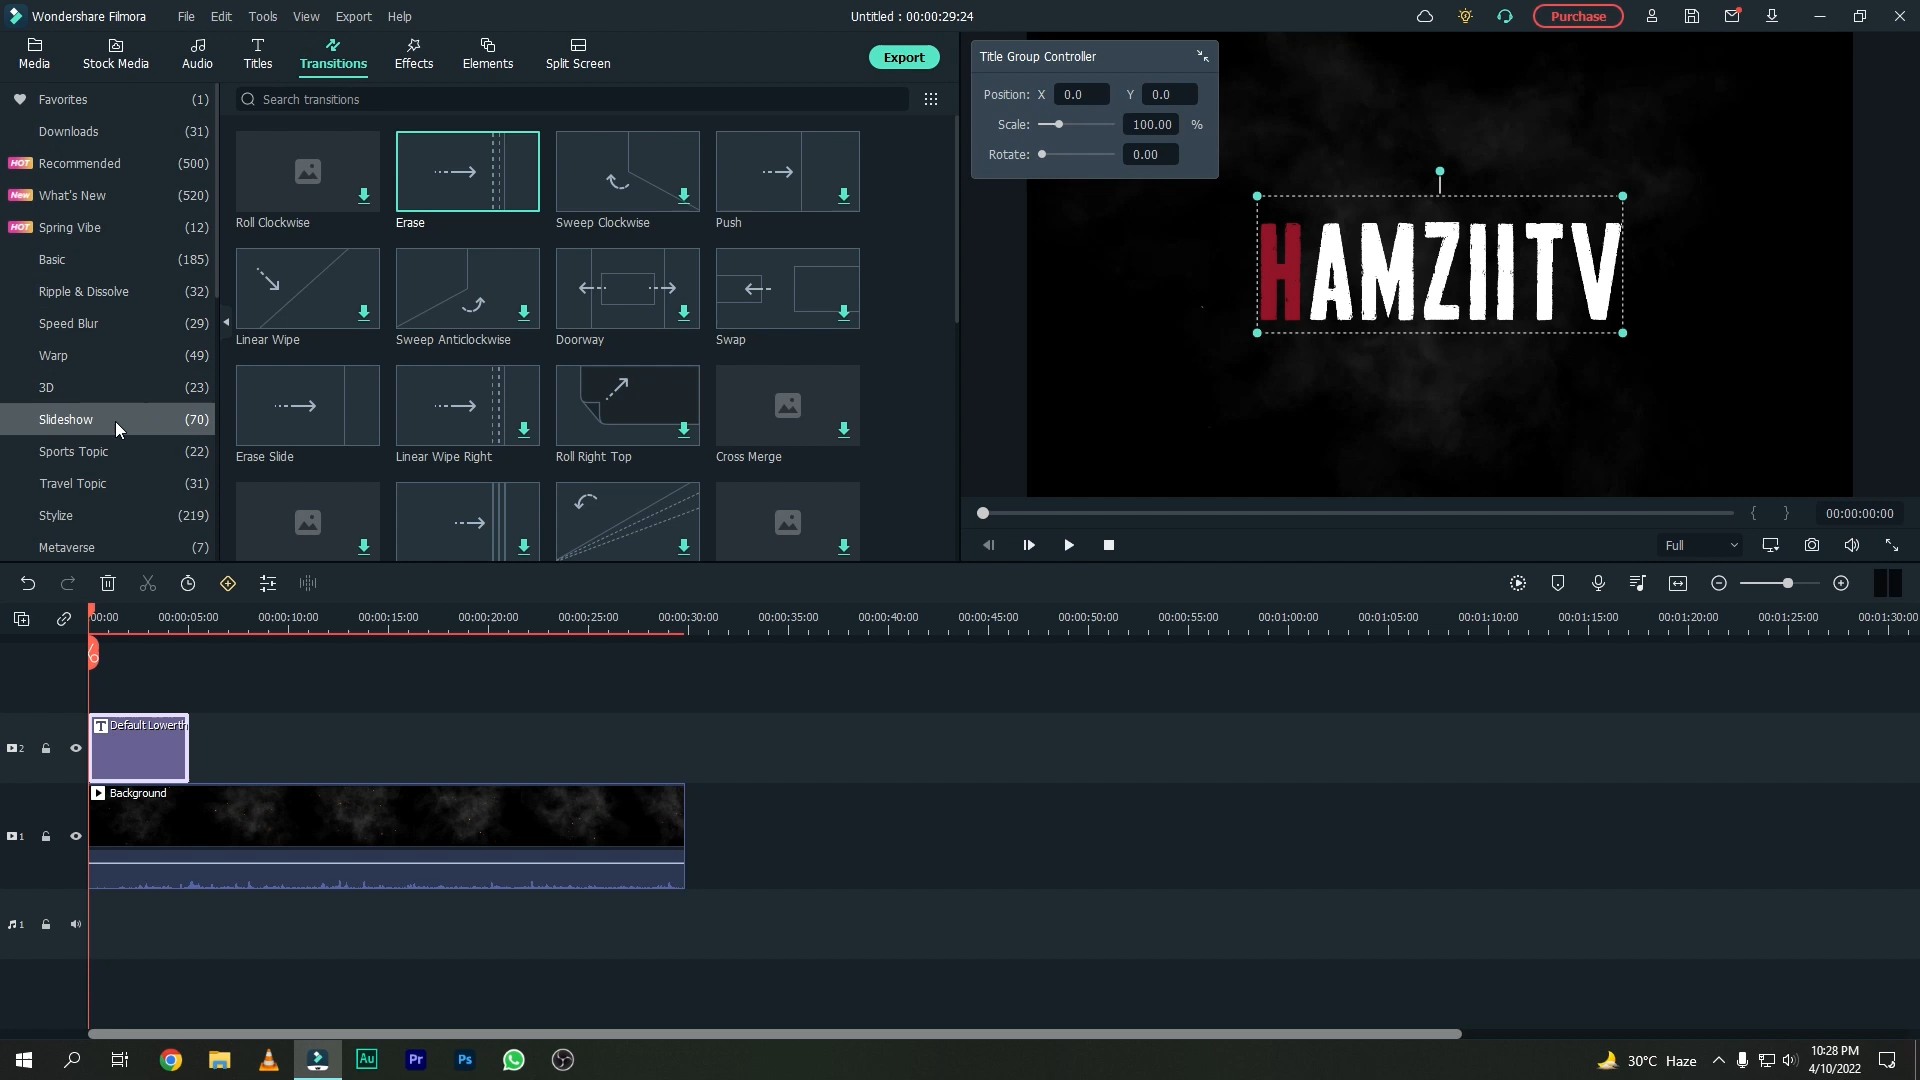 Wondershare Filmora File Edit Tools View Export Help Untitled : 00:00:29:24 Purchase
Media Stock Media Audio Titles Transitions Effects Elements Split Screen Export
Favorites (1)
Downloads (31)
HOT Recommended (500)
New What's New (520)
HOT Spring Vibe (12)
Basic (185)
Ripple & Dissolve (32)
Speed Blur (29)
Warp (49)
3D (23)
Slideshow (70)
Sports Topic (22)
Travel Topic (31)
Stylize (219)
Metaverse (7)
Search transitions
Roll Clockwise Erase Sweep Clockwise Push
Linear Wipe Sweep Anticlockwise Doorway Swap
Erase Slide Linear Wipe Right Roll Right Top Cross Merge
Title Group Controller
Position: X 0.0 Y 0.0
Scale: 100.00 %
Rotate: 0.00
HAMZIITV
{ } 00:00:00:00
Full
00:00 00:00:05:00 00:00:10:00 00:00:15:00 00:00:20:00 00:00:25:00 00:00:30:00 00:00:35:00 00:00:40:00 00:00:45:00 00:00:50:00 00:00:55:00 00:01:00:00 00:01:05:00 00:01:10:00 00:01:15:00 00:01:20:00 00:01:25:00 00:01:30:00
T Default Lowerth
2
Background
1
1
Au Pr Ps 30°C Haze 10:28 PM
4/10/2022